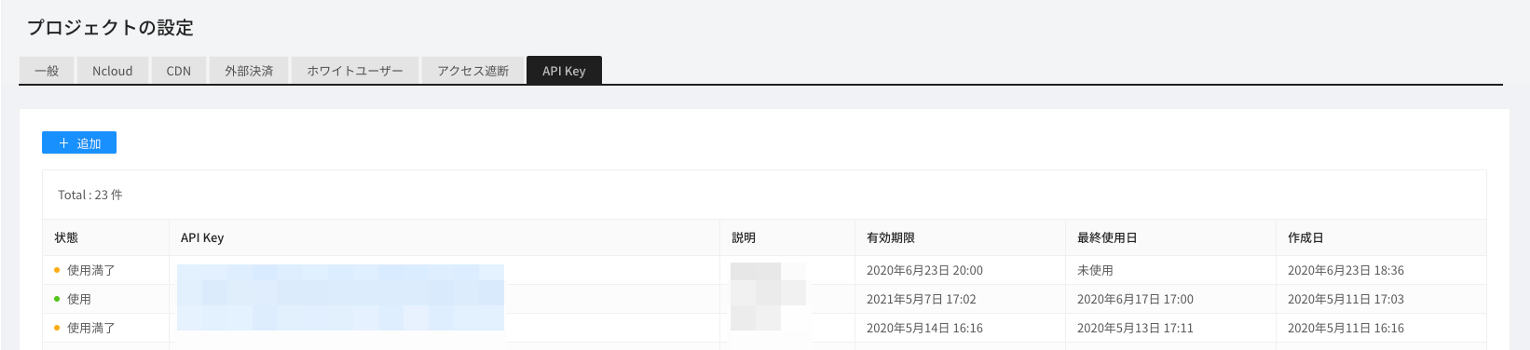 プロジェクトの設定
一般 Ncloud CDN 外部決済 ホワイトユーザー アクセス遮断 API Key
+ 追加
Total : 23 件
状態 API Key 説明 有効期限 最終使用日 作成日
使用満了 2020年6月23日 20:00 未使用 2020年6月23日 18:36
使用 2021年5月7日 17:02 2020年6月17日 17:00 2020年5月11日 17:03
使用満了 2020年5月14日 16:16 2020年5月13日 17:11 2020年5月11日 16:16